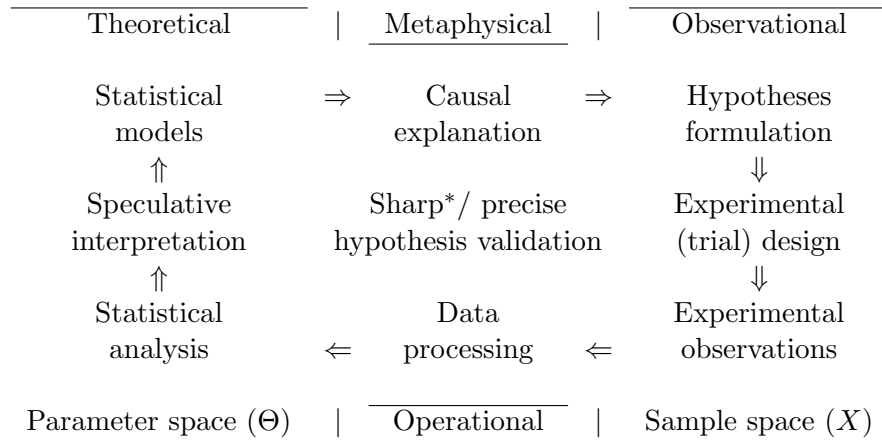 Theoretical | Metaphysical | Observational
Statistical ⇒ Causal ⇒ Hypotheses
models explanation formulation
⇑ ⇓
Speculative Sharp*/ precise Experimental
interpretation hypothesis validation (trial) design
⇑ ⇓
Statistical Data Experimental
analysis ⇐ processing ⇐ observations
Parameter space (Θ) | Operational | Sample space (X)